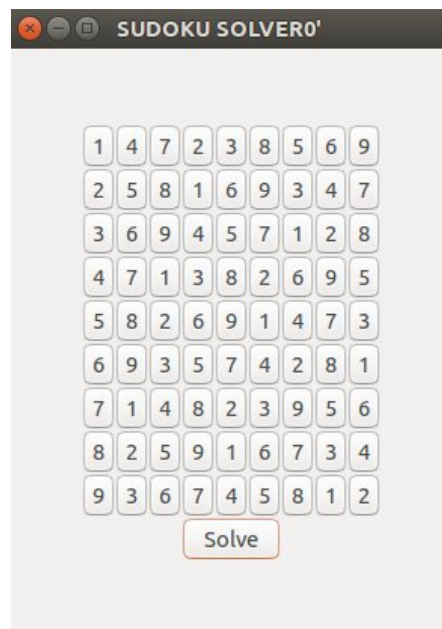 SUDOKU SOLVER0'
1 4 7 2 3 8 5 6 9
2 5 8 1 6 9 3 4 7
3 6 9 4 5 7 1 2 8
4 7 1 3 8 2 6 9 5
5 8 2 6 9 1 4 7 3
6 9 3 5 7 4 2 8 1
7 1 4 8 2 3 9 5 6
8 2 5 9 1 6 7 3 4
9 3 6 7 4 5 8 1 2
Solve